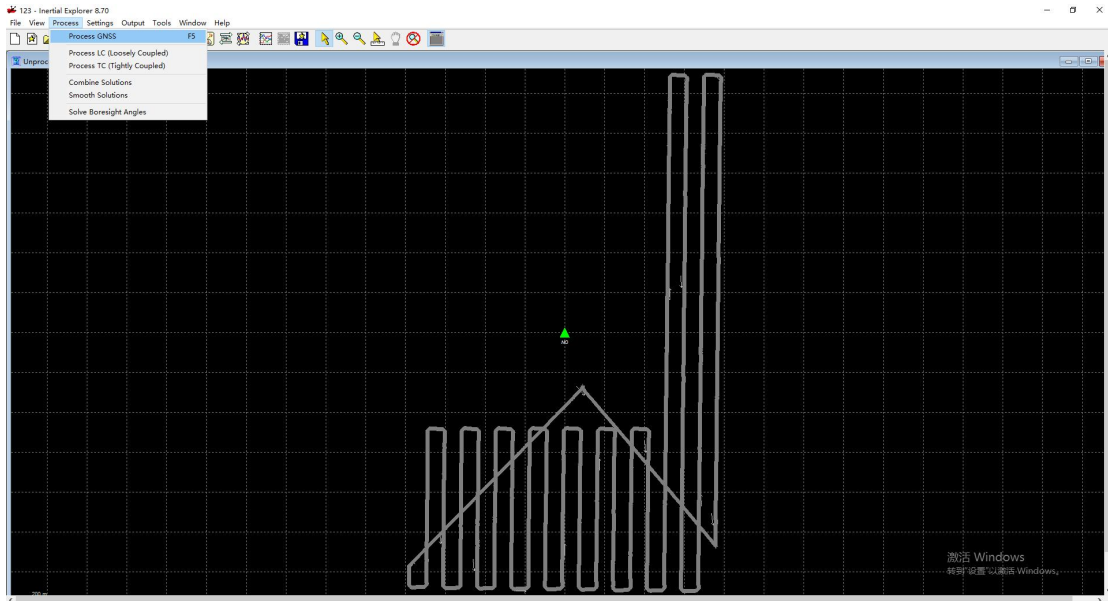 123 - Inertial Explorer 8.70
File View Process Settings Output Tools Window Help
Process GNSS F5
Process LC (Loosely Coupled)
Process TC (Tightly Coupled)
Combine Solutions
Smooth Solutions
Solve Boresight Angles
Unproc
激活 Windows
转到"设置"以激活 Windows。